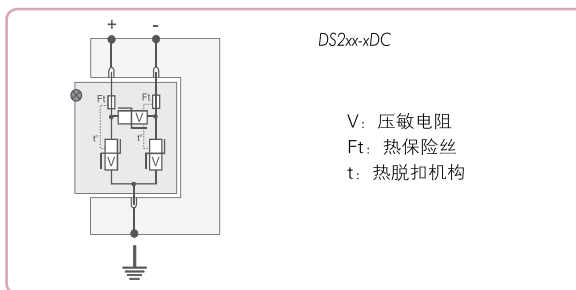 + -
DS2xx-xDC
Ft Ft
V
t° t°
V V
V: 压敏电阻
Ft: 热保险丝
t: 热脱扣机构